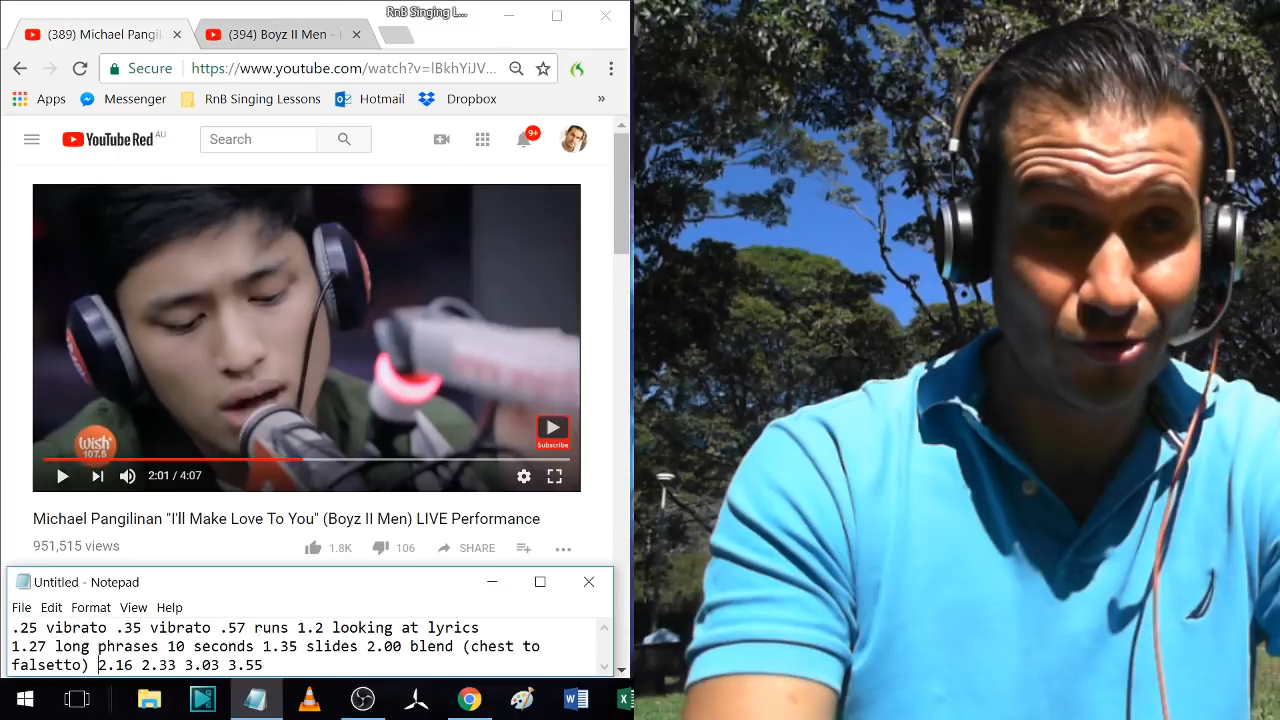 RnB Singing L...
(389) Michael Pangilin
(394) Boyz II Men -
Secure https://www.youtube.com/watch?v=lBkhYiJV...
Apps Messenger RnB Singing Lessons Hotmail Dropbox »
YouTube Red AU Search 9+
wish 107.5
Subscribe
2:01 / 4:07
Michael Pangilinan "I'll Make Love To You" (Boyz II Men) LIVE Performance
951,515 views 1.8K 106 SHARE
Untitled - Notepad
File Edit Format View Help
.25 vibrato .35 vibrato .57 runs 1.2 looking at lyrics
1.27 long phrases 10 seconds 1.35 slides 2.00 blend (chest to
falsetto) 2.16 2.33 3.03 3.55